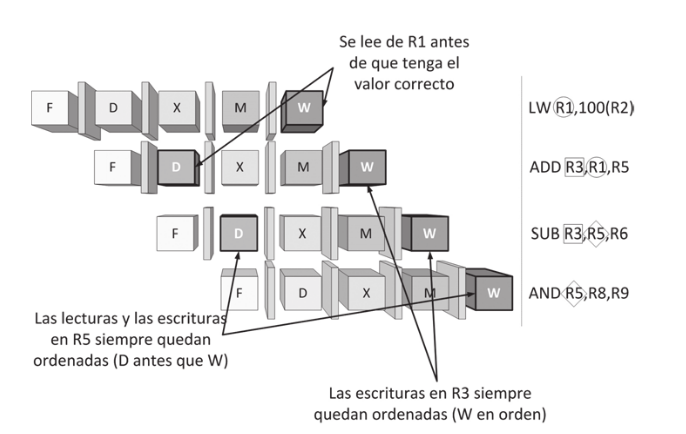 Se lee de R1 antes
de que tenga el
valor correcto
F D X M W LW R1,100(R2)
F D X M W ADD R3,R1,R5
F D X M W SUB R3,R5,R6
F D X M W AND R5,R8,R9
Las lecturas y las escrituras
en R5 siempre quedan
ordenadas (D antes que W)
Las escrituras en R3 siempre
quedan ordenadas (W en orden)